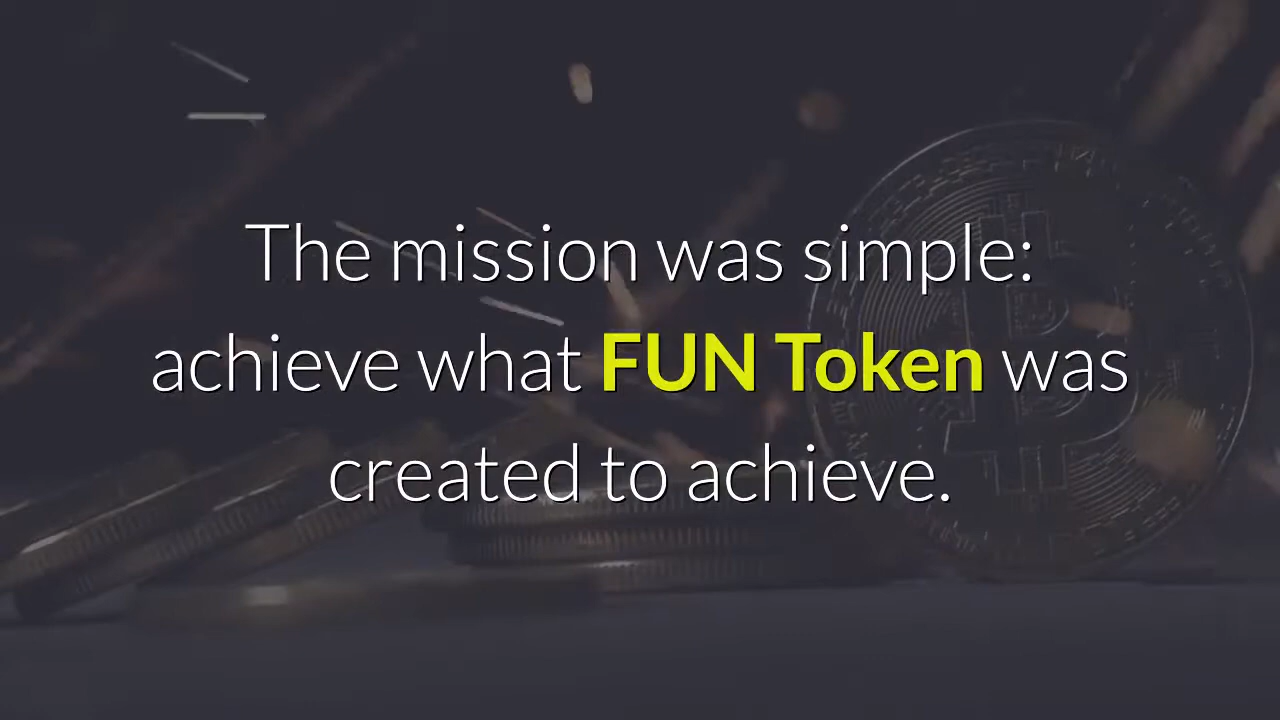 The mission was simple:
achieve what FUN Token was
created to achieve.